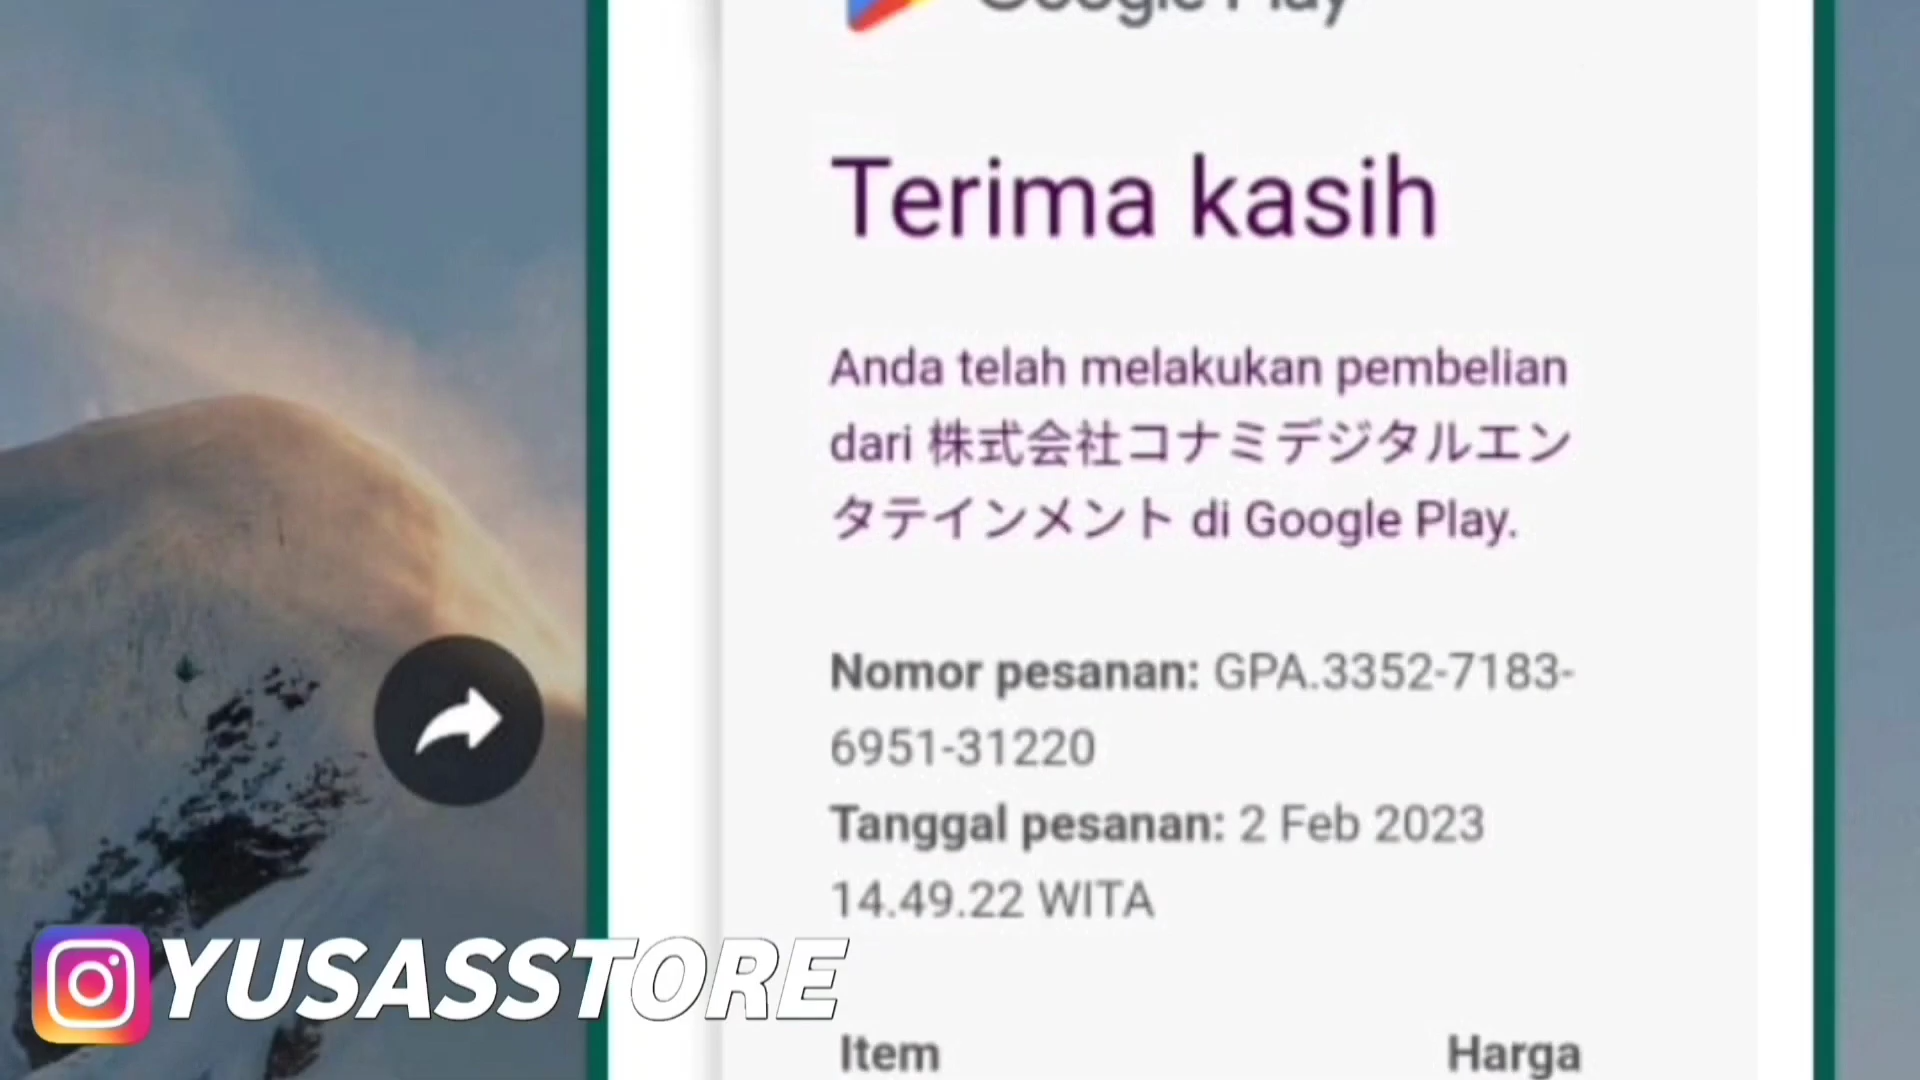 Google Play
Terima kasih
Anda telah melakukan pembelian
dari 株式会社コナミデジタルエン
タテインメント di Google Play.
Nomor pesanan: GPA.3352-7183-
6951-31220
Tanggal pesanan: 2 Feb 2023
14.49.22 WITA
YUSASSTORE
Item Harga